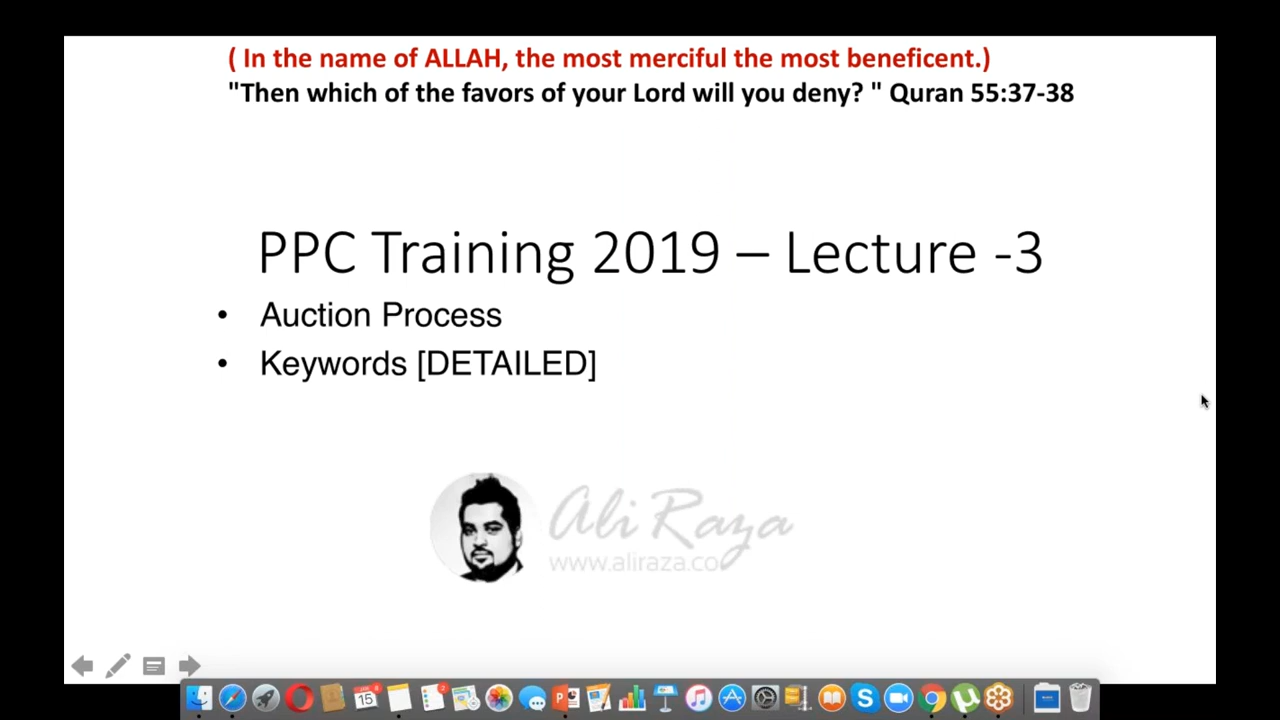 ( In the name of ALLAH, the most merciful the most beneficent.)
"Then which of the favors of your Lord will you deny? " Quran 55:37-38
PPC Training 2019 – Lecture -3
• Auction Process
• Keywords [DETAILED]
Ali Raza
www.aliraza.co
15